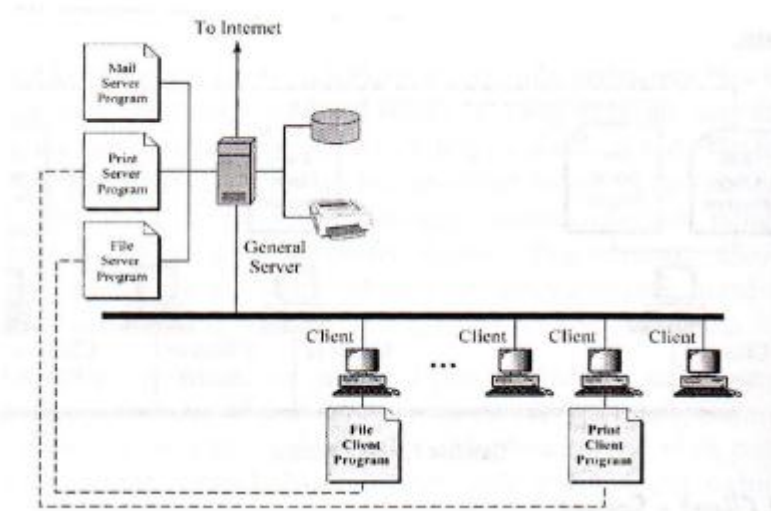 To Internet
Mail
Server
Program
Print
Server
Program
File
Server
Program
General
Server
Client
Client
Client
Client
...
File
Client
Program
Print
Client
Program